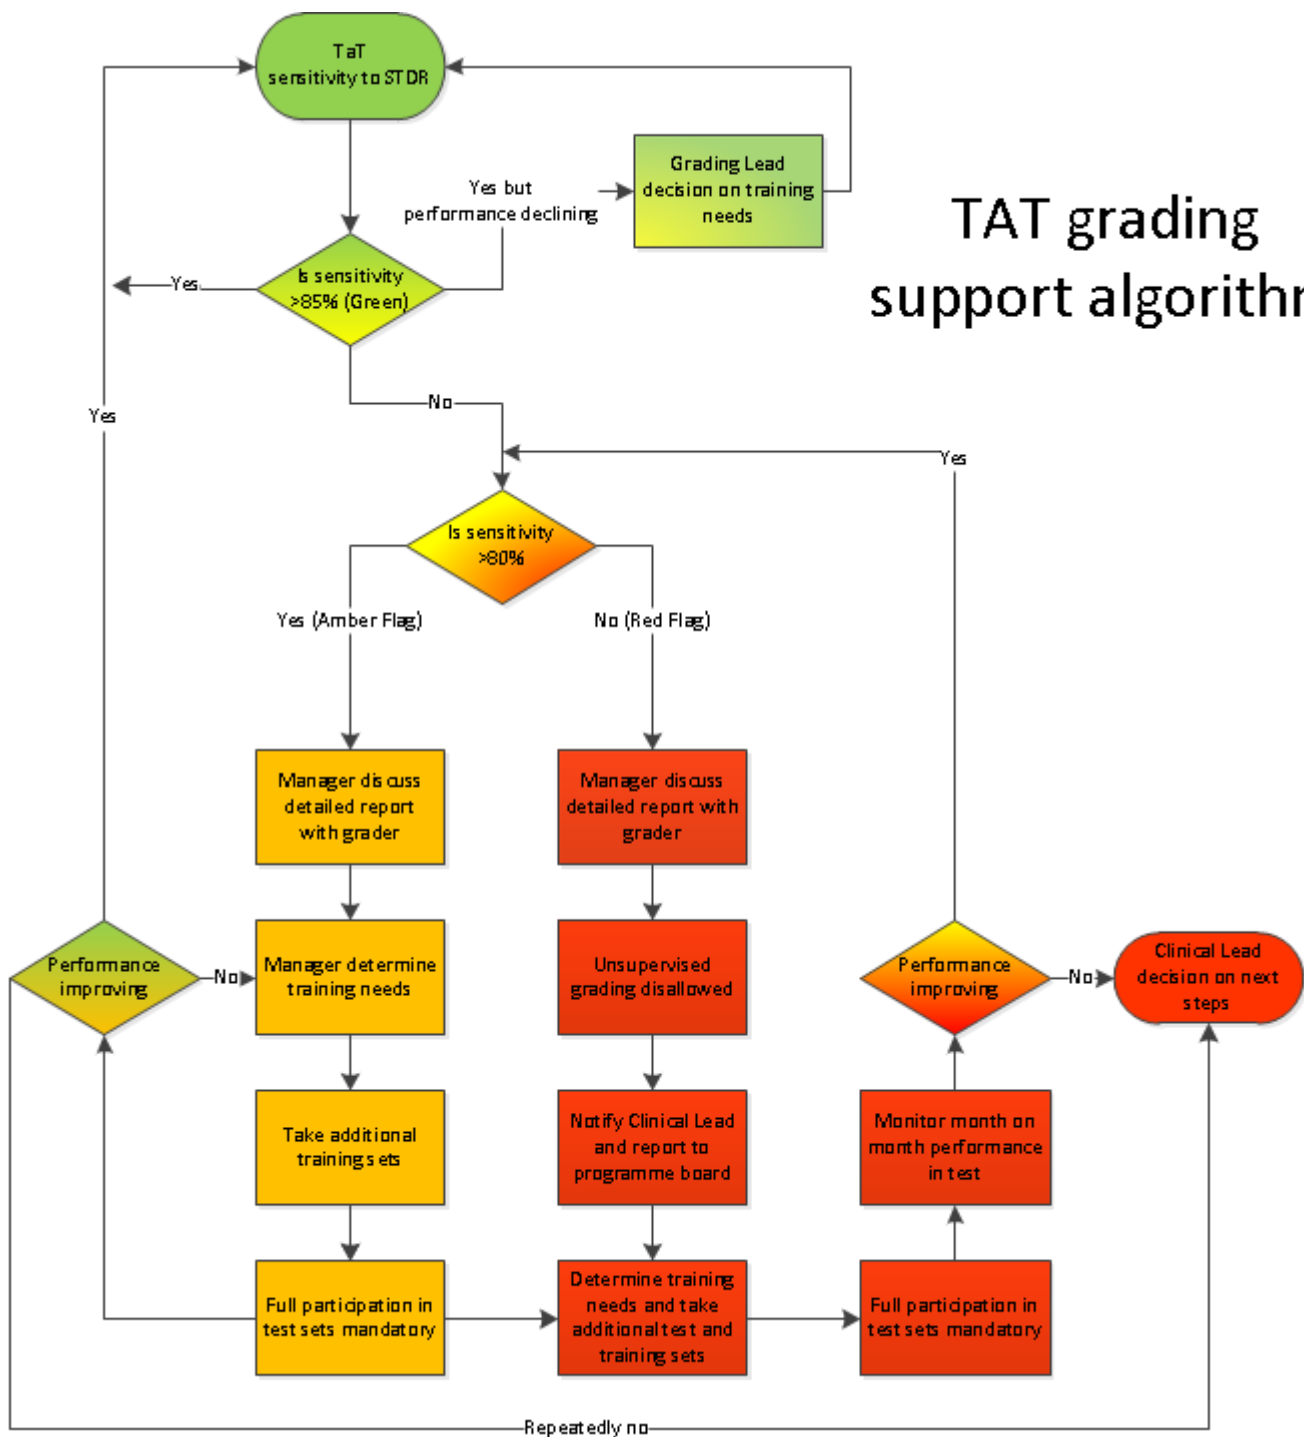 TaT
sensitivity to STDR
Grading Lead
decision on training
needs
Yes but
performance declining
TAT grading
support algorithm
Is sensitivity
>85% (Green)
Yes
No
Yes
Yes
Is sensitivity
>80%
Yes (Amber Flag)
No (Red Flag)
Manager discuss
detailed report
with grader
Manager discuss
detailed report with
grader
Performance
improving
No
Manager determine
training needs
Unsupervised
grading disallowed
Performance
improving
No
Clinical Lead
decision on next
steps
Take additional
training sets
Notify Clinical Lead
and report to
programme board
Monitor month on
month performance
in test
Full participation in
test sets mandatory
Determine training
needs and take
additional test and
training sets
Full participation in
test sets mandatory
Repeatedly no